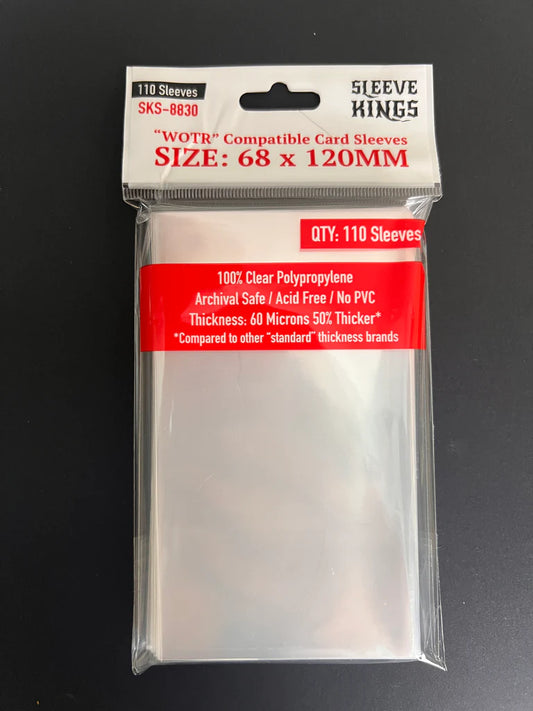 110 Sleeves
SKS-8830
SLEEVE
KINGS
"WOTR" Compatible Card Sleeves
SIZE: 68 x 120MM
QTY: 110 Sleeves
100% Clear Polypropylene
Archival Safe / Acid Free / No PVC
Thickness: 60 Microns 50% Thicker*
*Compared to other "standard" thickness brands